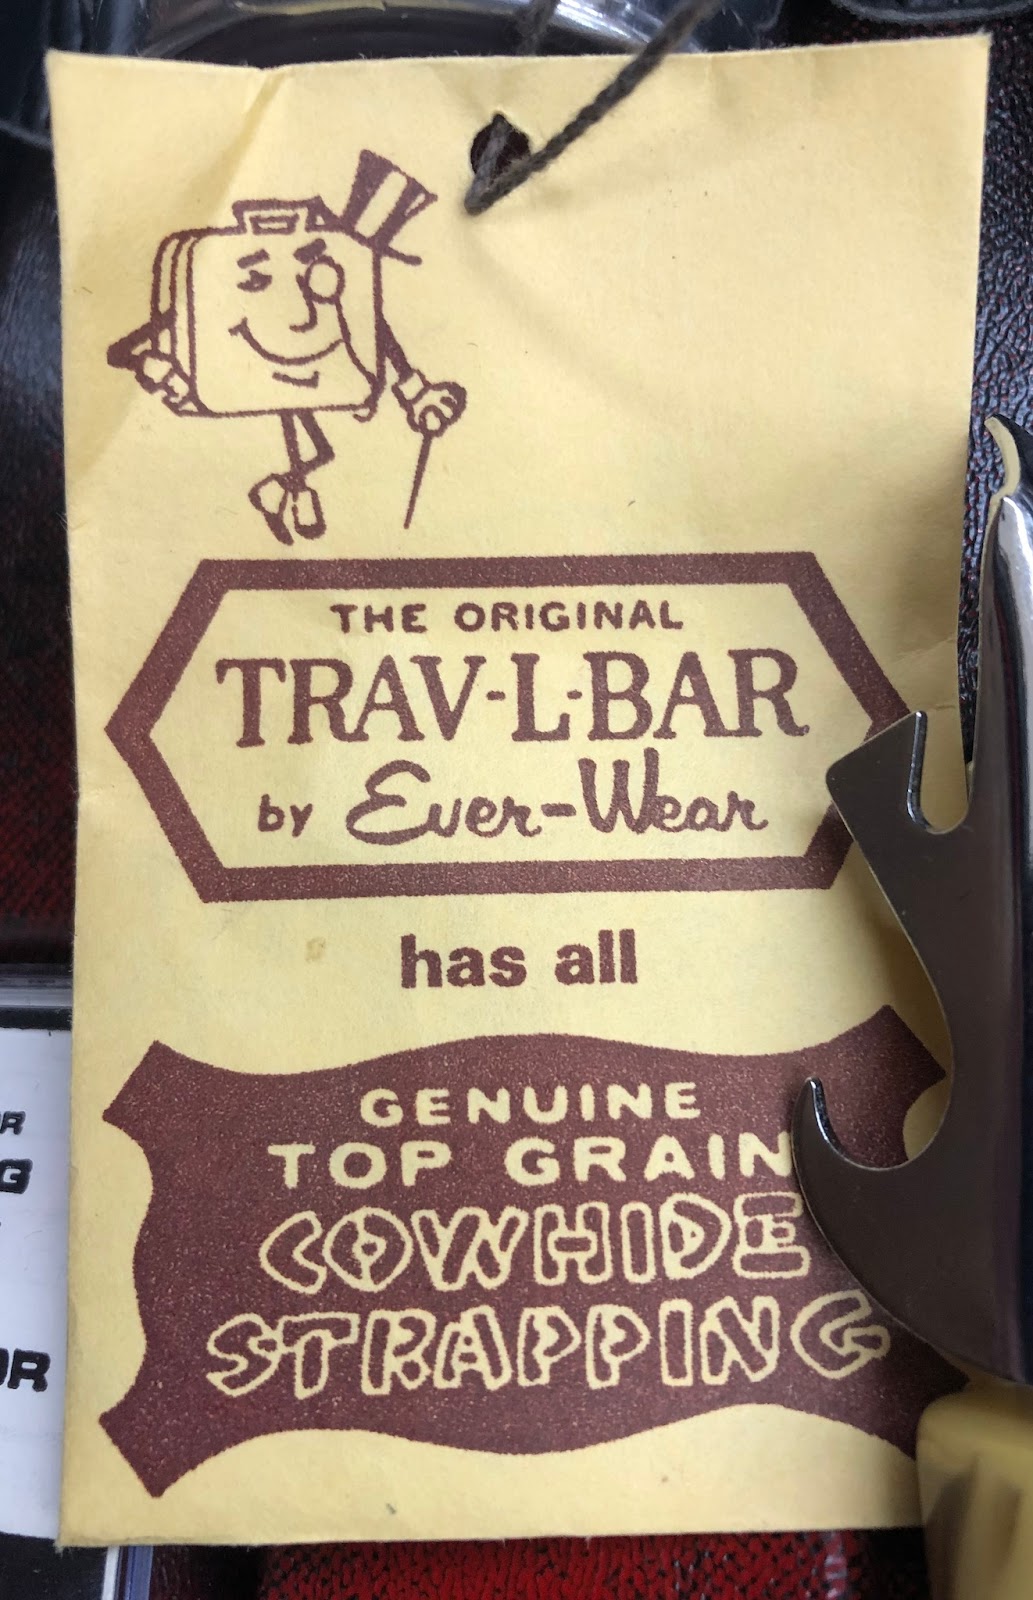 THE ORIGINAL
TRAV-L-BAR
by Ever-Wear
has all
GENUINE
TOP GRAIN
COWHIDE
STRAPPING